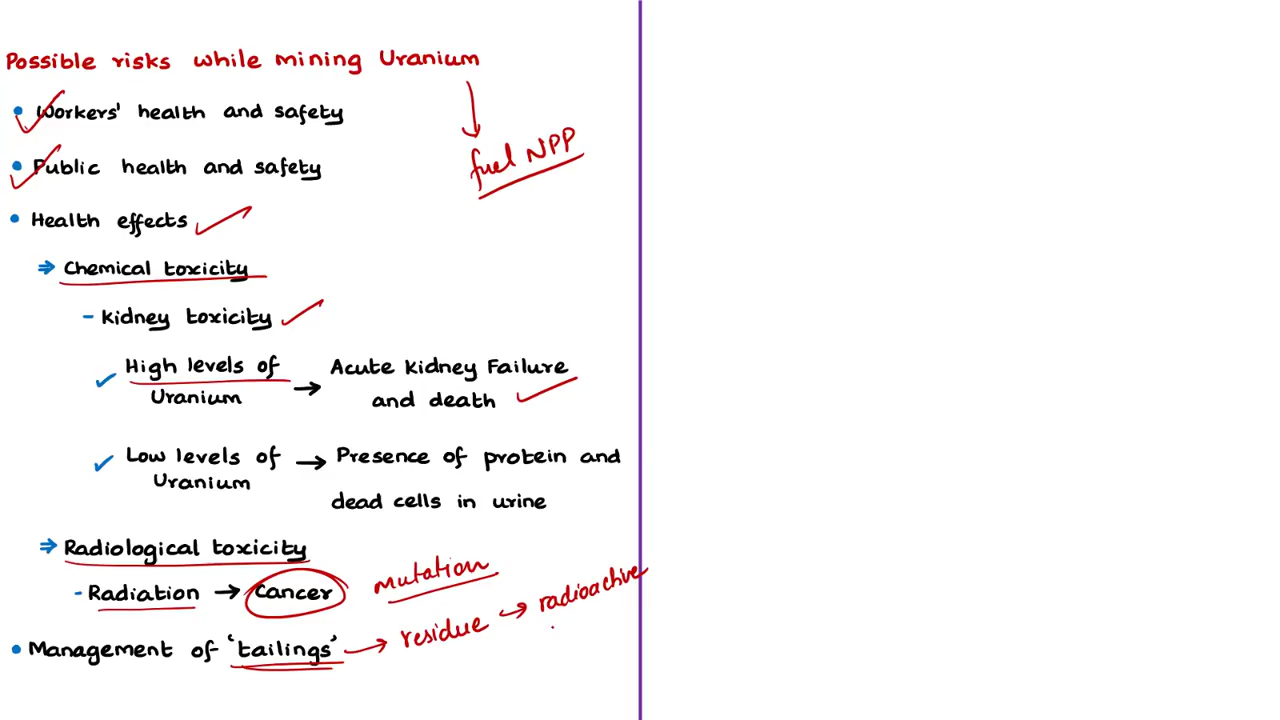 Possible risks while mining Uranium
• Workers' health and safety
fuel NPP
• Public health and safety
• Health effects
⇒ Chemical toxicity
- Kidney toxicity
✓ High levels of Uranium → Acute Kidney Failure and death
✓ Low levels of Uranium → Presence of protein and dead cells in urine
⇒ Radiological toxicity
- Radiation → Cancer mutation
• Management of 'tailings' → residue → radioactive